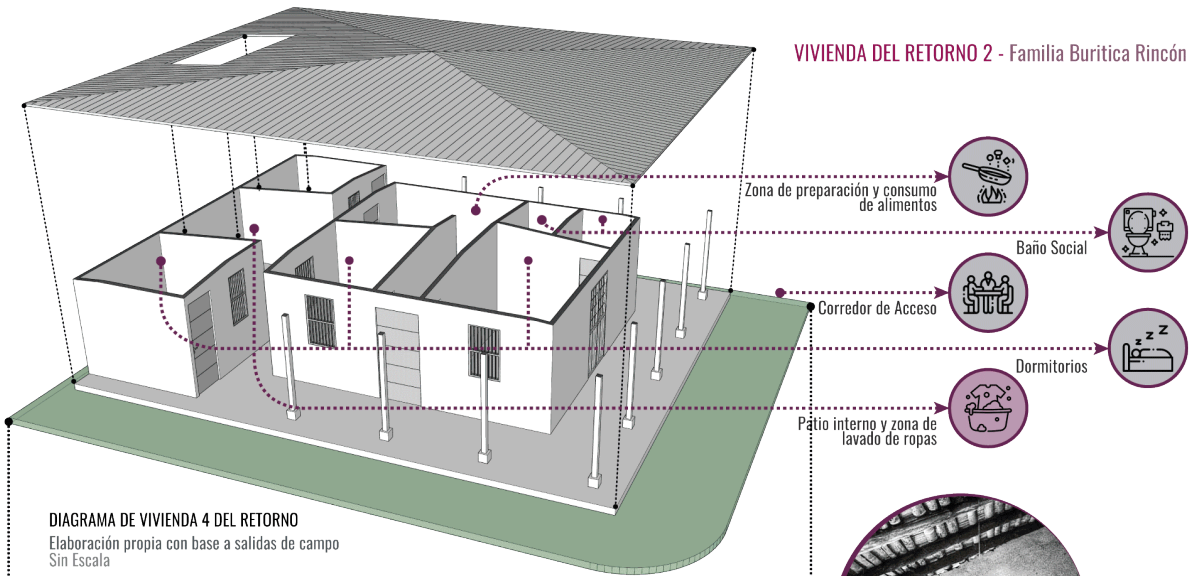 VIVIENDA DEL RETORNO 2 - Familia Buritica Rincón
Zona de preparación y consumo
de alimentos
Baño Social
Corredor de Acceso
Dormitorios
Patio interno y zona de
lavado de ropas
DIAGRAMA DE VIVIENDA 4 DEL RETORNO
Elaboración propia con base a salidas de campo
Sin Escala